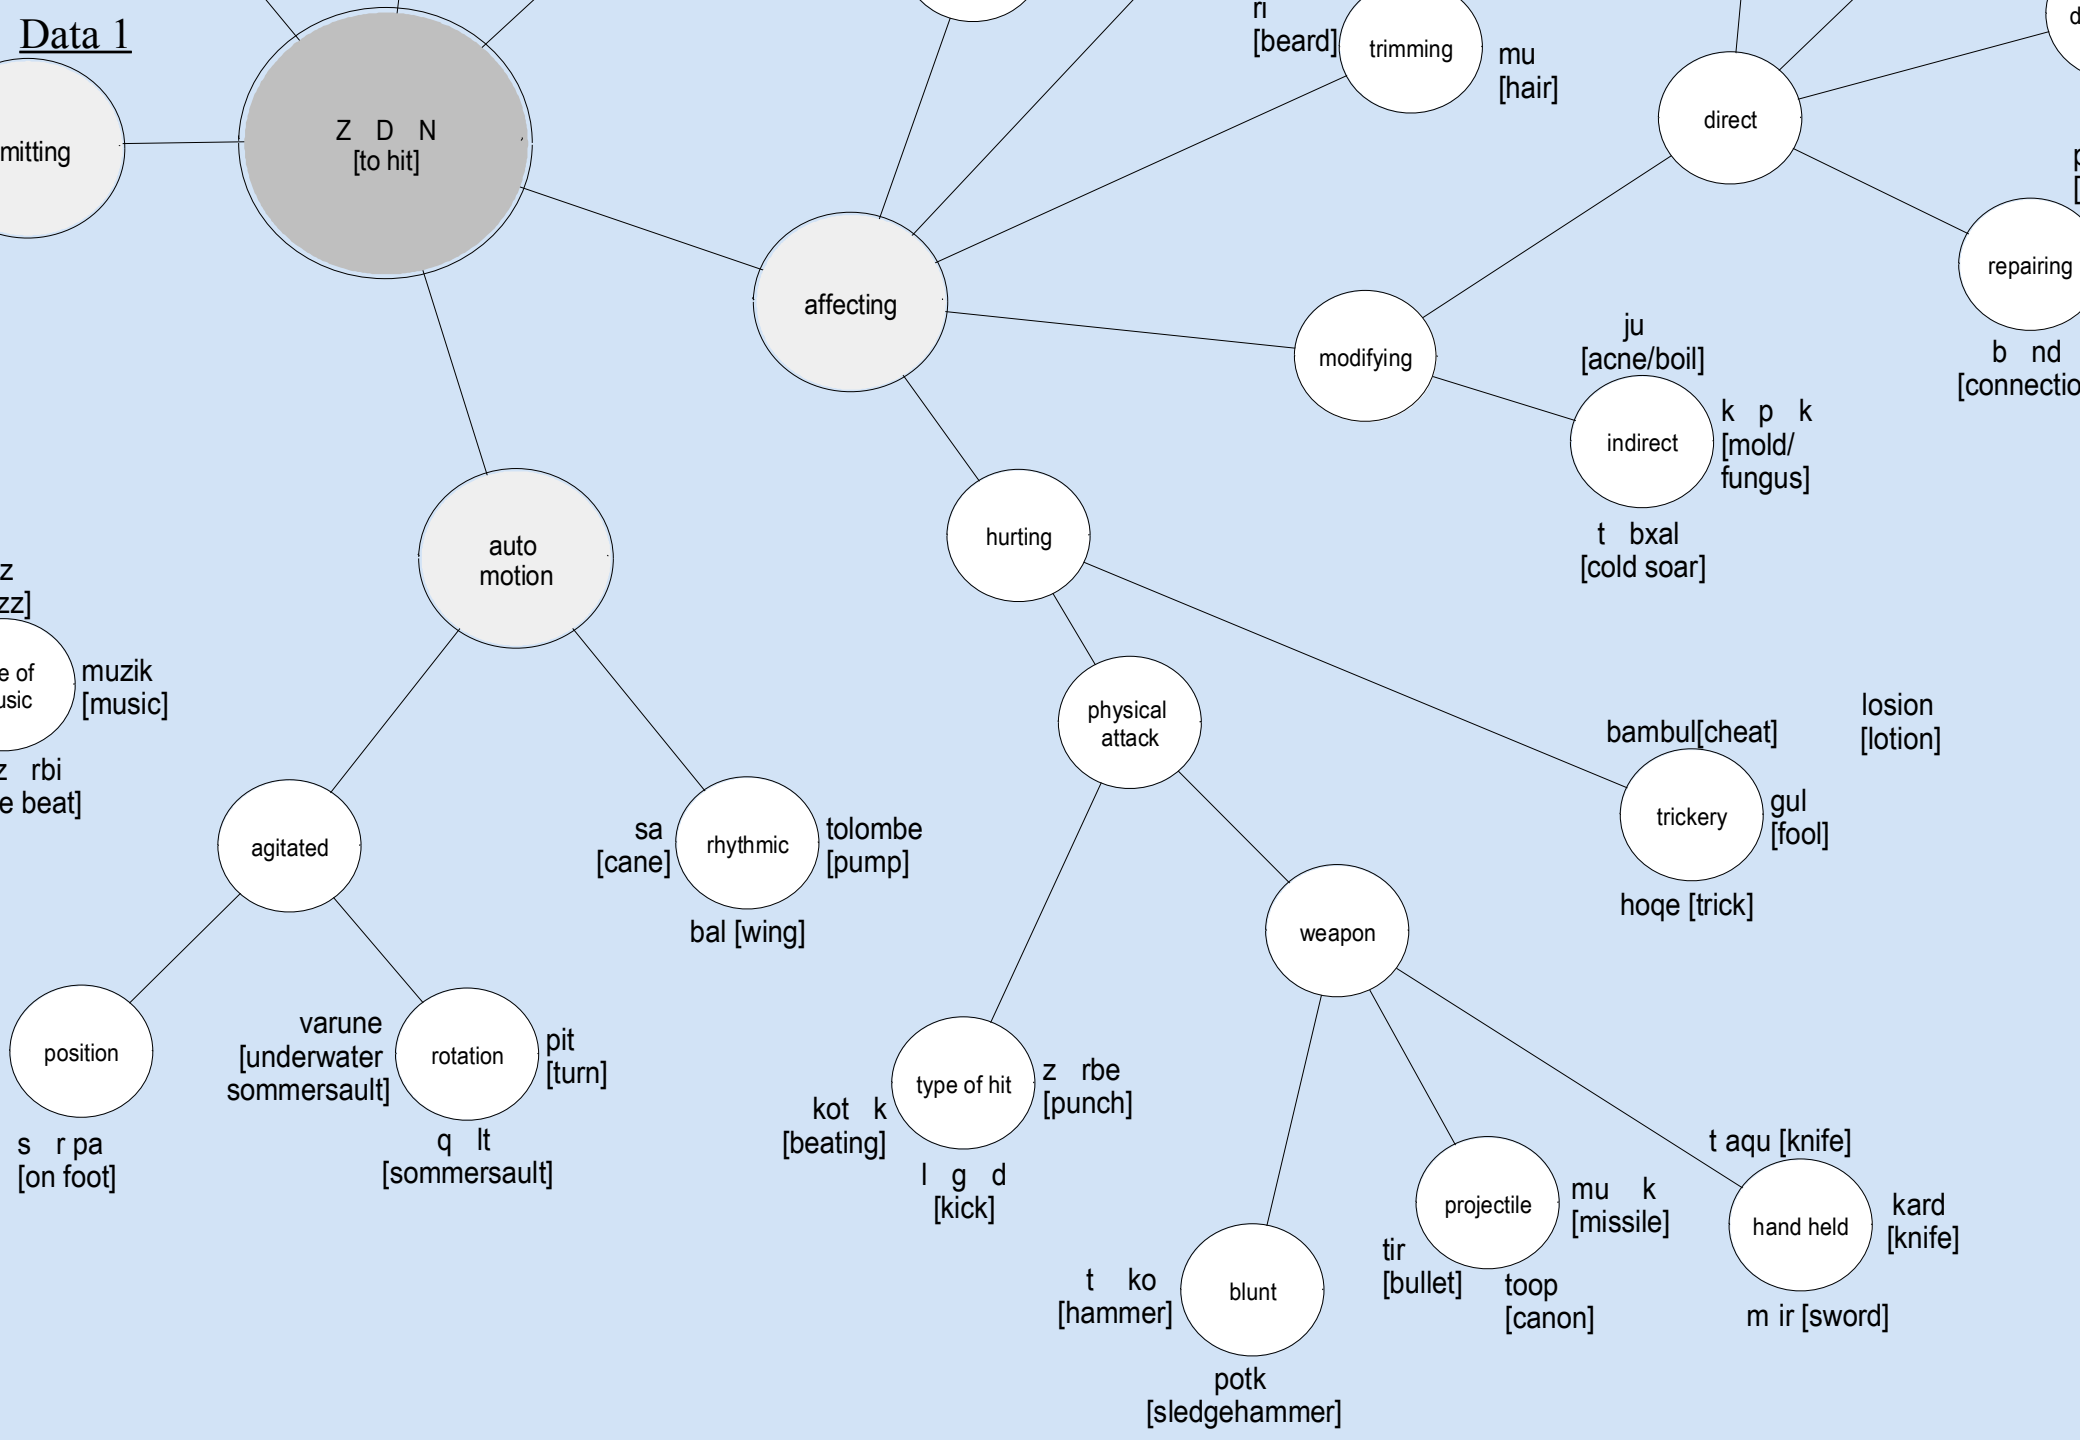 Data 1
ri
[beard]
trimming
mu
[hair]
Z D N
[to hit]
mitting
direct
repairing
b nd
[connectio
affecting
modifying
ju
[acne/boil]
indirect
k p k
[mold/
fungus]
t bxal
[cold soar]
auto
motion
hurting
z
zz]
e of
usic
muzik
[music]
z rbi
e beat]
physical
attack
bambul[cheat]
losion
[lotion]
trickery
gul
[fool]
hoqe [trick]
agitated
sa
[cane]
rhythmic
tolombe
[pump]
bal [wing]
weapon
position
s r pa
[on foot]
varune
[underwater
sommersault]
rotation
pit
[turn]
q lt
[sommersault]
type of hit
z rbe
[punch]
kot k
[beating]
l g d
[kick]
t aqu [knife]
hand held
kard
[knife]
m ir [sword]
projectile
mu k
[missile]
tir
[bullet]
toop
[canon]
t ko
[hammer]
blunt
potk
[sledgehammer]